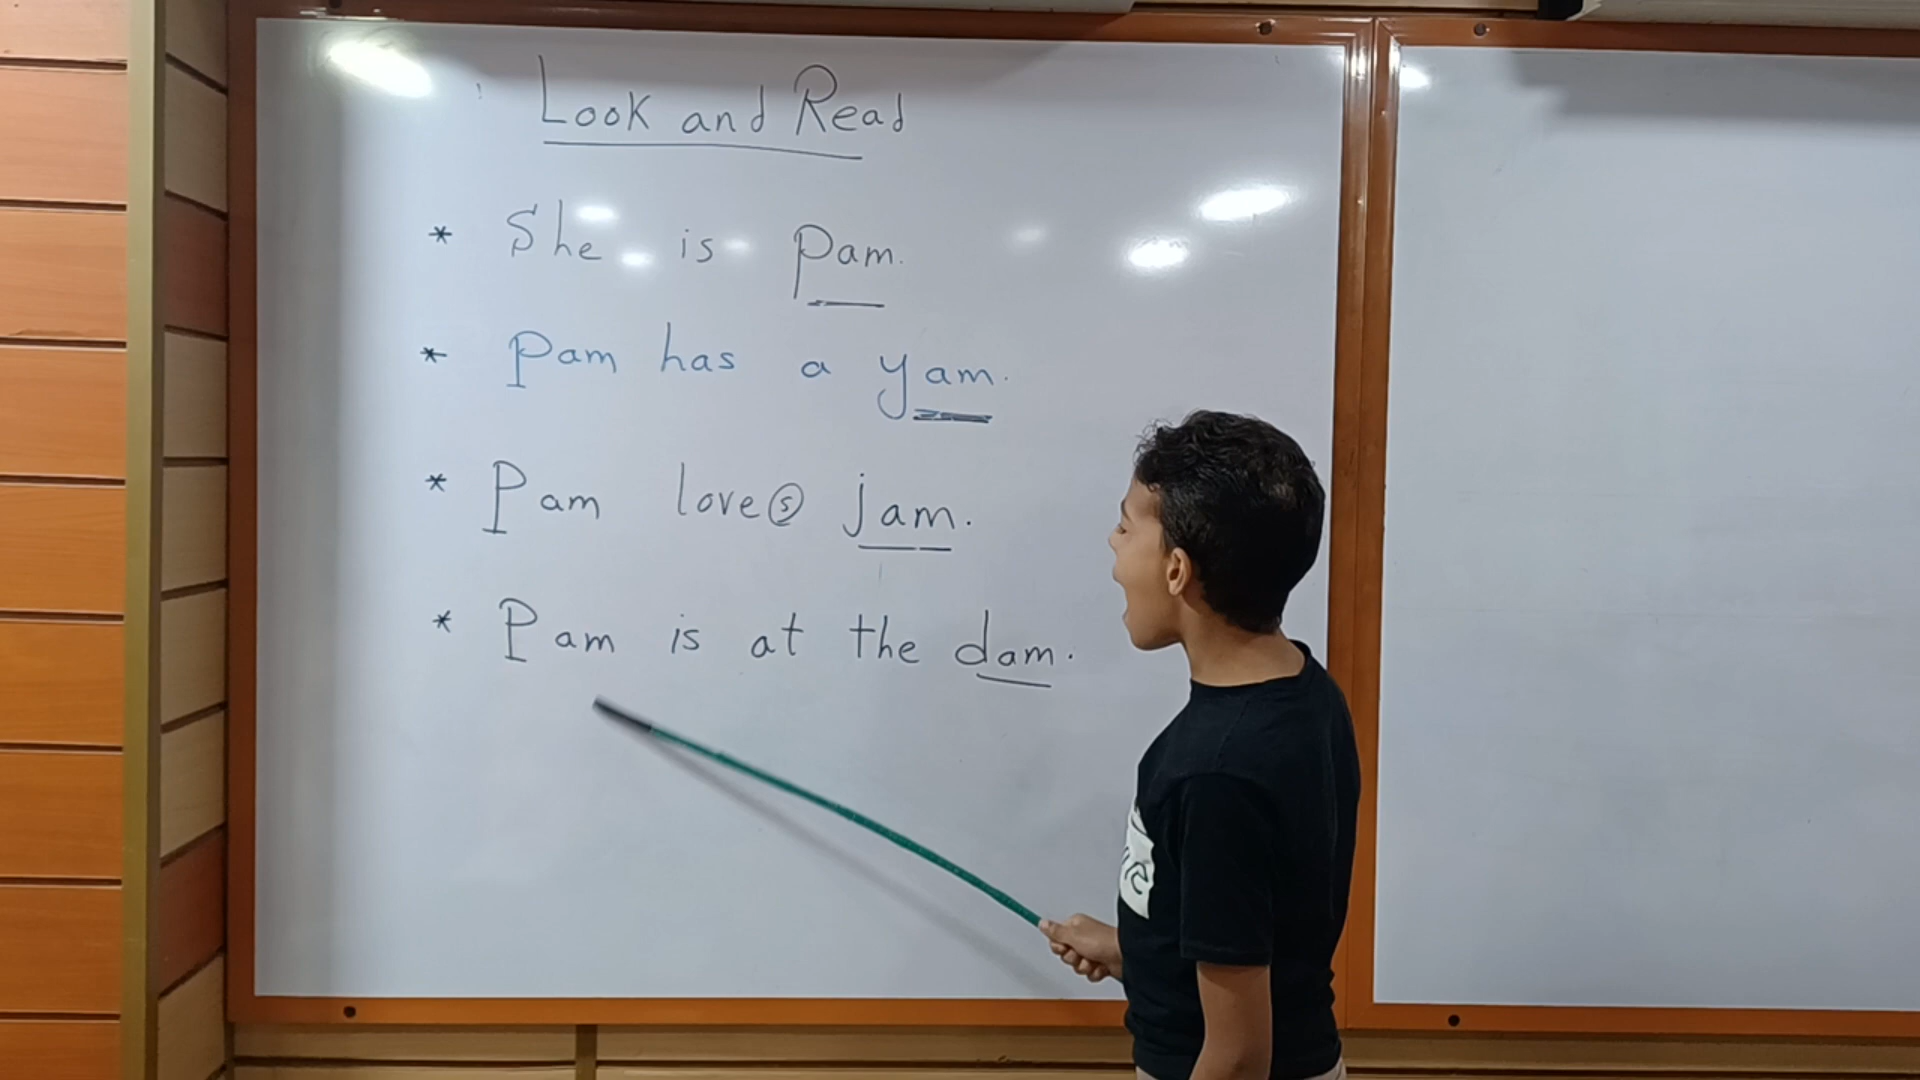 Look and Read
* She is Pam.
* Pam has a yam.
* Pam loves jam.
* Pam is at the dam.